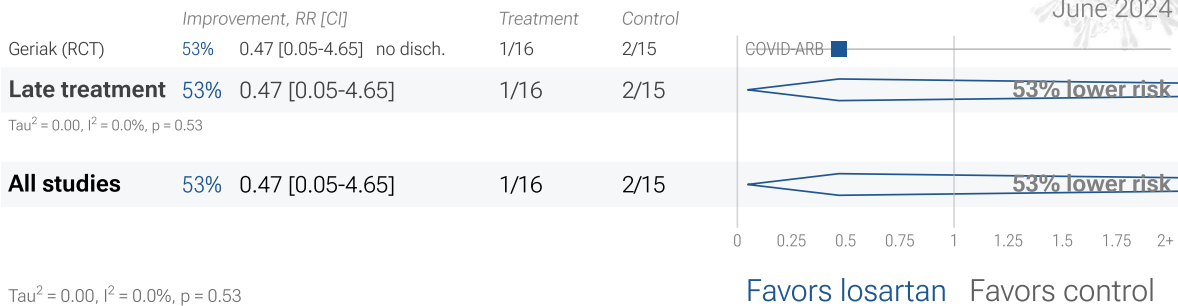 June 2024
Improvement, RR [CI] Treatment Control
Geriak (RCT) 53% 0.47 [0.05-4.65] no disch. 1/16 2/15 COVID-ARB
Late treatment 53% 0.47 [0.05-4.65] 1/16 2/15 53% lower risk
Tau² = 0.00, I² = 0.0%, p = 0.53
All studies 53% 0.47 [0.05-4.65] 1/16 2/15 53% lower risk
0 0.25 0.5 0.75 1 1.25 1.5 1.75 2+
Tau² = 0.00, I² = 0.0%, p = 0.53 Favors losartan Favors control